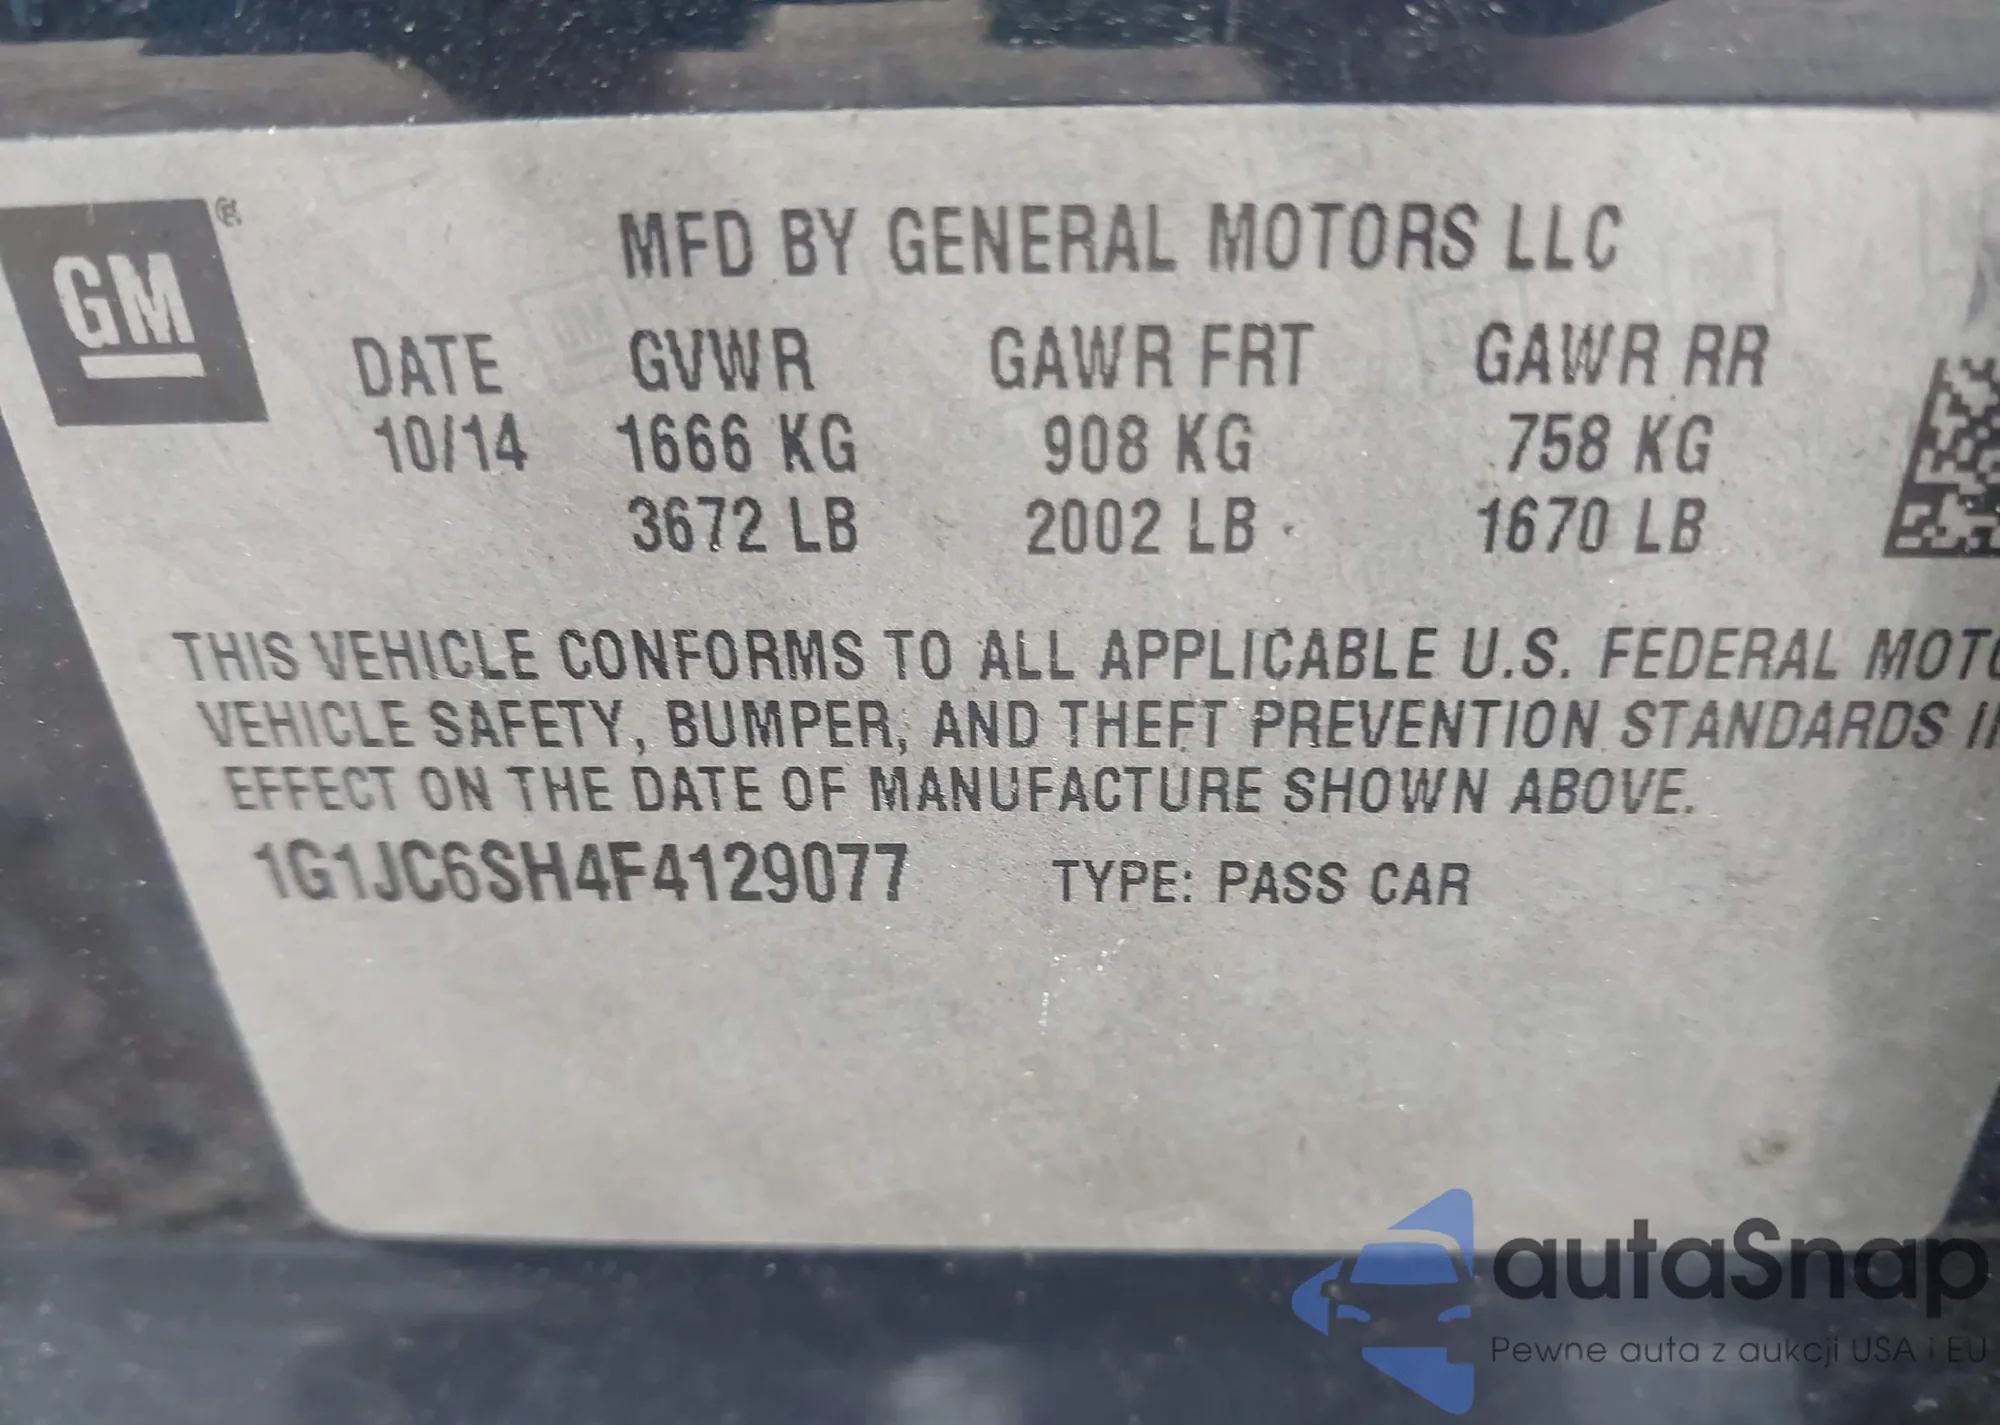 GM
MFD BY GENERAL MOTORS LLC
DATE GVWR GAWR FRT GAWR RR
10/14 1666 KG 908 KG 758 KG
3672 LB 2002 LB 1670 LB
THIS VEHICLE CONFORMS TO ALL APPLICABLE U.S. FEDERAL MOTO
VEHICLE SAFETY, BUMPER, AND THEFT PREVENTION STANDARDS IN
EFFECT ON THE DATE OF MANUFACTURE SHOWN ABOVE.
1G1JC6SH4F4129077 TYPE: PASS CAR
autaSnap
Pewne auta z aukcji USA i EU